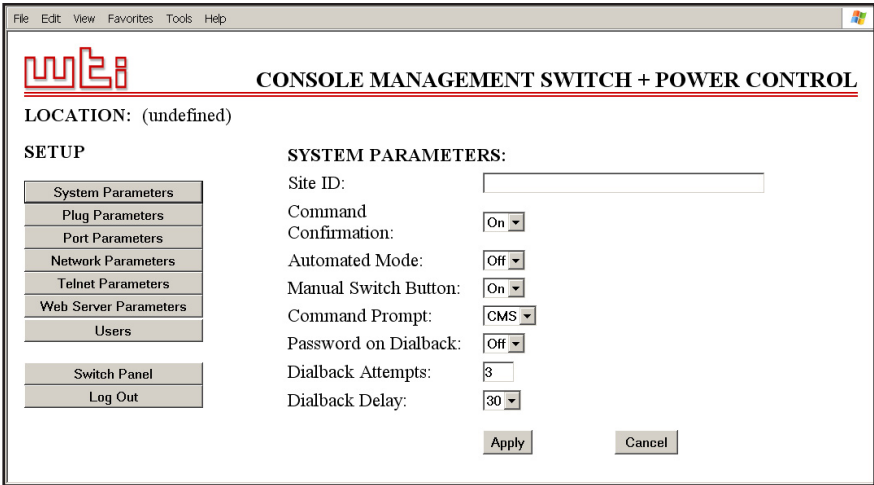 File Edit View Favorites Tools Help
wti
CONSOLE MANAGEMENT SWITCH + POWER CONTROL
LOCATION: (undefined)
SETUP
System Parameters
Plug Parameters
Port Parameters
Network Parameters
Telnet Parameters
Web Server Parameters
Users
Switch Panel
Log Out
SYSTEM PARAMETERS:
Site ID:
Command
Confirmation: On
Automated Mode: Off
Manual Switch Button: On
Command Prompt: CMS
Password on Dialback: Off
Dialback Attempts: 3
Dialback Delay: 30
Apply Cancel